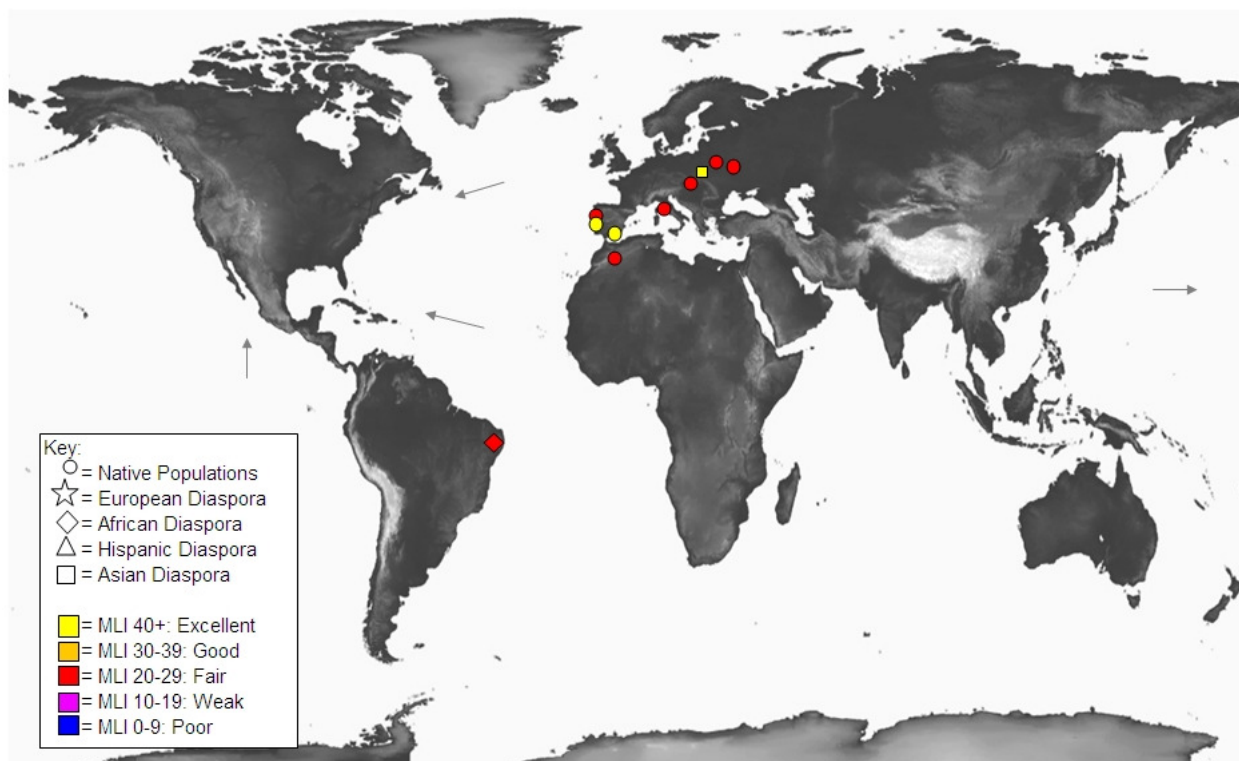 Key:
= Native Populations
= European Diaspora
= African Diaspora
= Hispanic Diaspora
= Asian Diaspora
= MLI 40+: Excellent
= MLI 30-39: Good
= MLI 20-29: Fair
= MLI 10-19: Weak
= MLI 0-9: Poor